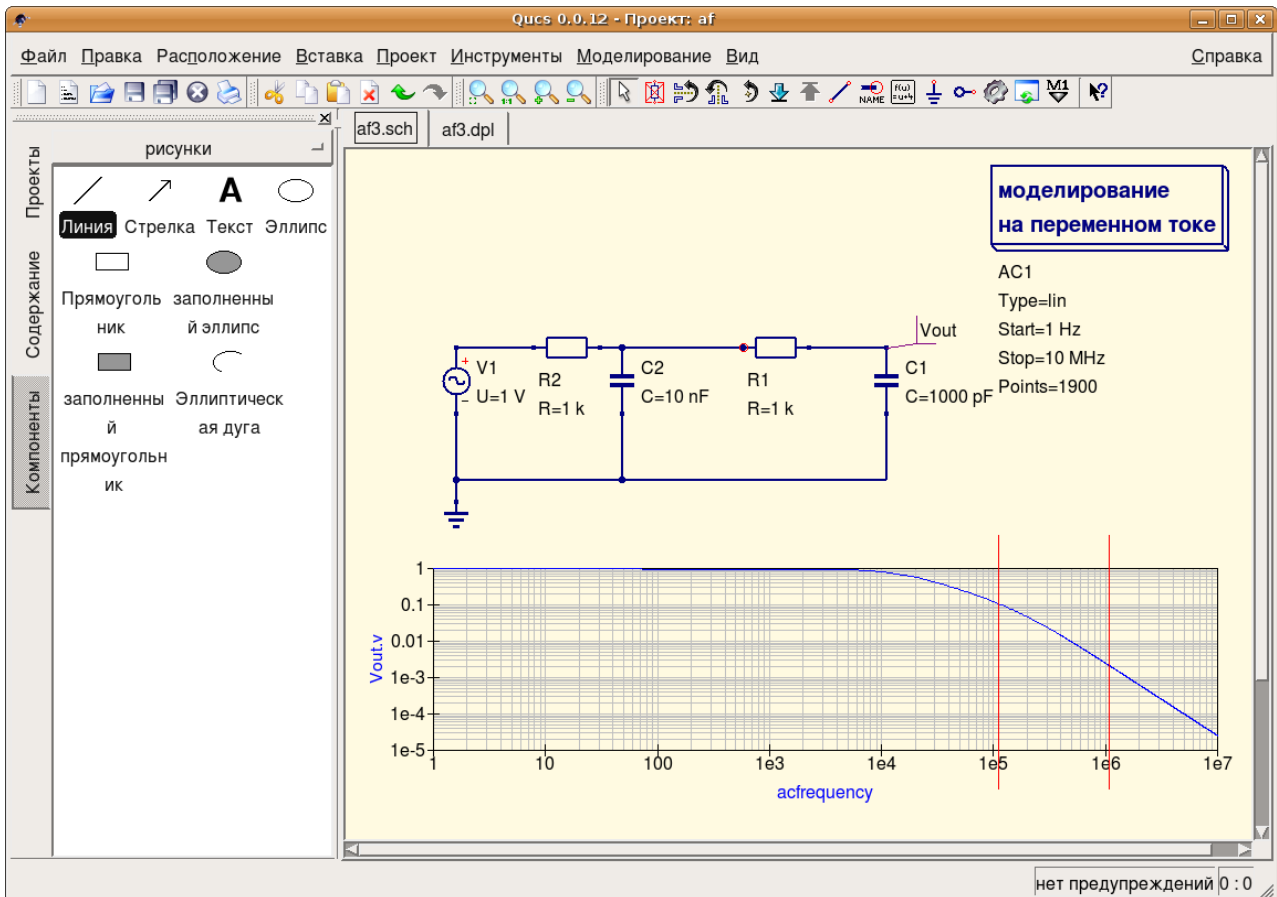 Qucs 0.0.12 - Проект: af
Файл Правка Расположение Вставка Проект Инструменты Моделирование Вид Справка
NAME
M1
Проекты
Содержание
Компоненты
рисунки
Линия Стрелка Текст Эллипс
Прямоуголь
ник
заполненны
й эллипс
заполненны
й
прямоугольн
ик
Эллиптическ
ая дуга
af3.sch af3.dpl
моделирование
на переменном токе
AC1
Type=lin
Start=1 Hz
Stop=10 MHz
Points=1900
V1
U=1 V
R2
R=1 k
C2
C=10 nF
R1
R=1 k
Vout
C1
C=1000 pF
Vout.v
1
0.1
0.01
1e-3
1e-4
1e-5
1 10 100 1e3 1e4 1e5 1e6 1e7
acfrequency
нет предупреждений 0 : 0